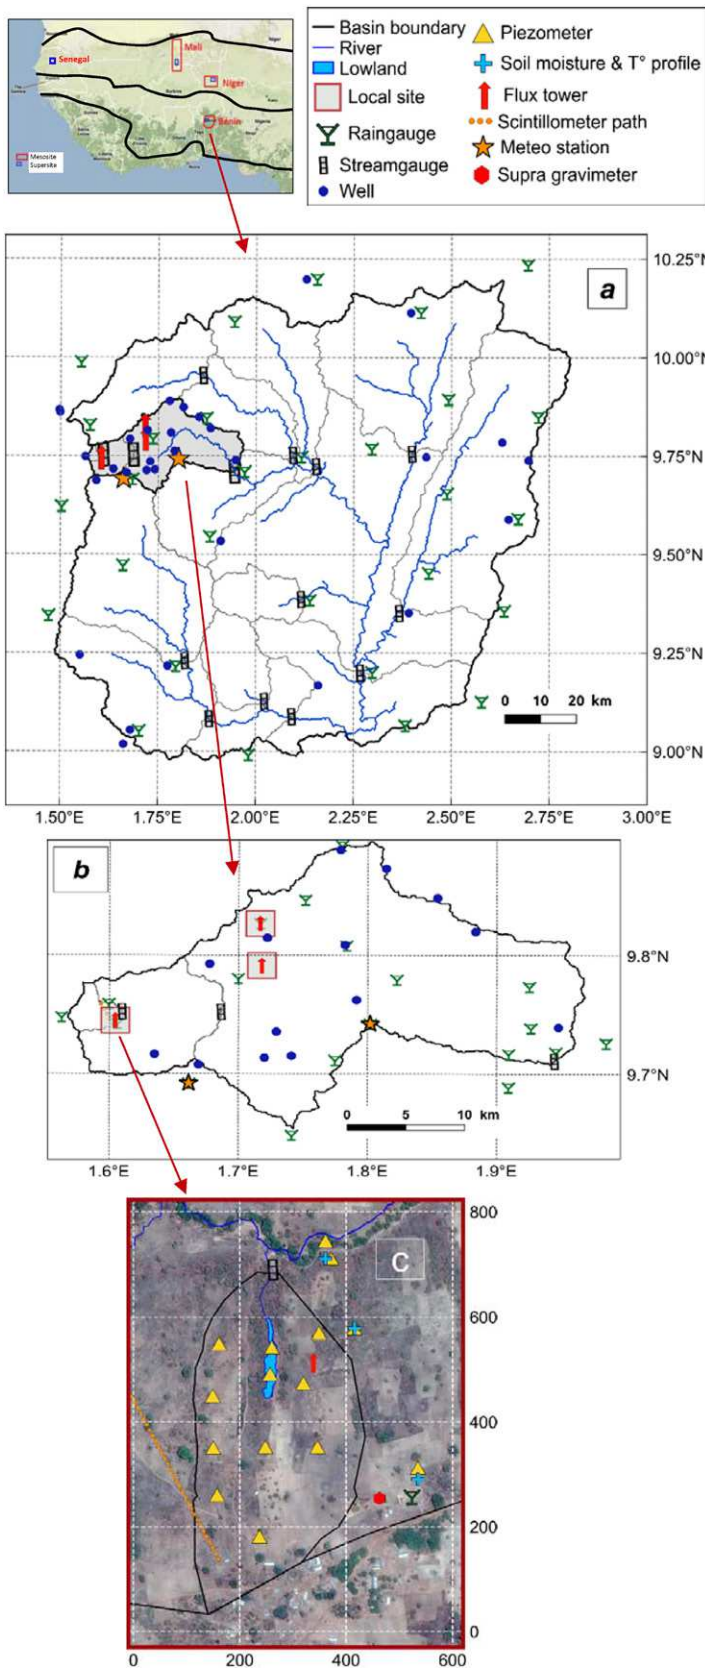 Senegal
Mali
Niger
Benin
Mesosite
Supersite
Basin boundary
River
Lowland
Local site
Raingauge
Streamgauge
Well
Piezometer
Soil moisture & T° profile
Flux tower
Scintillometer path
Meteo station
Supra gravimeter
a
10.25°N
10.00°N
9.75°N
9.50°N
9.25°N
9.00°N
0 10 20 km
1.50°E 1.75°E 2.00°E 2.25°E 2.50°E 2.75°E 3.00°E
b
9.8°N
9.7°N
0 5 10 km
1.6°E 1.7°E 1.8°E 1.9°E
C
800
600
400
200
0
0 200 400 600